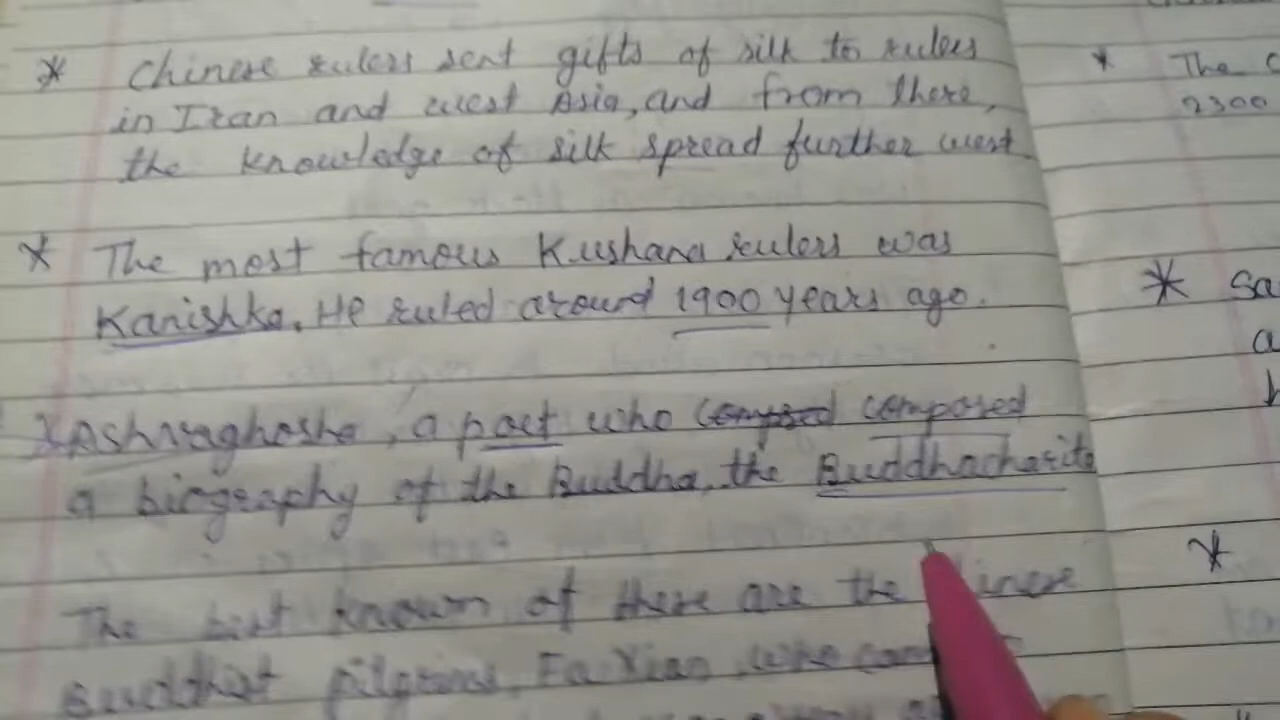 * Chinese rulers sent gifts of silk to rulers
in Iran and west Asia, and from there,
the knowledge of silk spread further west
* The most famous Kushana rulers was
Kanishka. He ruled around 1900 years ago.
Ashvaghosha, a poet who composed composed
a biography of the Buddha, the Buddhacharita
The best known of these are the
Buddhist pilgrims, Fa Xian, who
* The
2300
* Sa
a
*